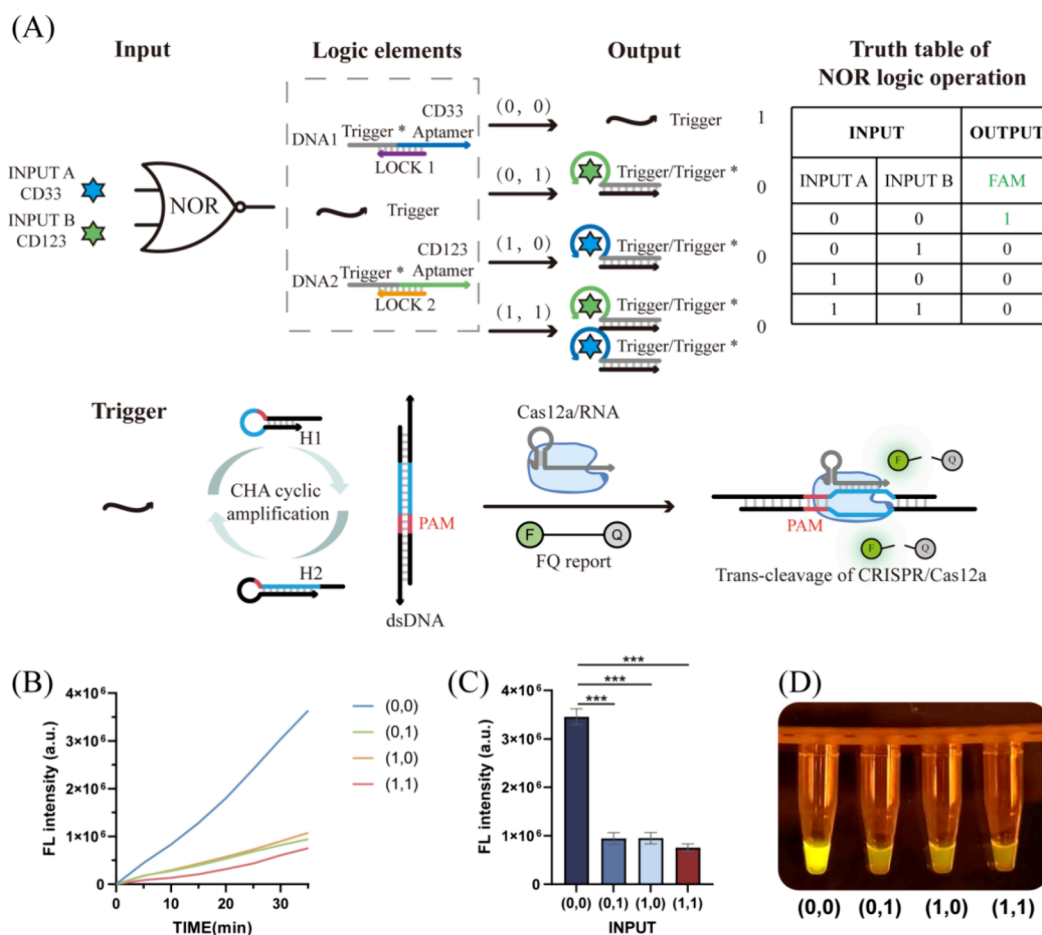 (A)
Input
Logic elements
Output
Truth table of
NOR logic operation
INPUT A
CD33
INPUT B
CD123
NOR
DNA1
Trigger *
CD33
Aptamer
LOCK 1
Trigger
DNA2
Trigger *
CD123
Aptamer
LOCK 2
(0, 0)
Trigger
1
(0, 1)
Trigger/Trigger *
0
(1, 0)
Trigger/Trigger *
0
(1, 1)
Trigger/Trigger *
0
Trigger/Trigger *
INPUT OUTPUT
INPUT A INPUT B FAM
0 0 1
0 1 0
1 0 0
1 1 0
Trigger
H1
CHA cyclic
amplification
H2
PAM
dsDNA
Cas12a/RNA
F Q
FQ report
F Q
PAM
F Q
Trans-cleavage of CRISPR/Cas12a
(B)
FL intensity (a.u.)
4×10⁶
3×10⁶
2×10⁶
1×10⁶
0
0 10 20 30
TIME(min)
(0,0)
(0,1)
(1,0)
(1,1)
(C)
FL intensity (a.u.)
4×10⁶
3×10⁶
2×10⁶
1×10⁶
0
***
***
***
(0,0) (0,1) (1,0) (1,1)
INPUT
(D)
(0,0) (0,1) (1,0) (1,1)